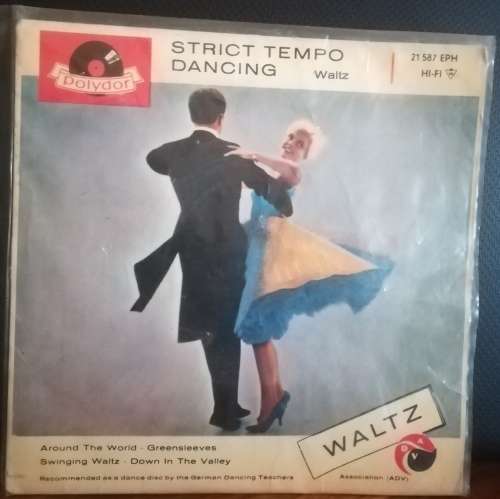 polydor
STRICT TEMPO
DANCING Waltz
21 587 EPH
HI-FI
WALTZ
A
D V
Around The World - Greensleeves
Swinging Waltz - Down In The Valley
Recommended as a dance disc by the German Dancing Teachers Association (ADV)